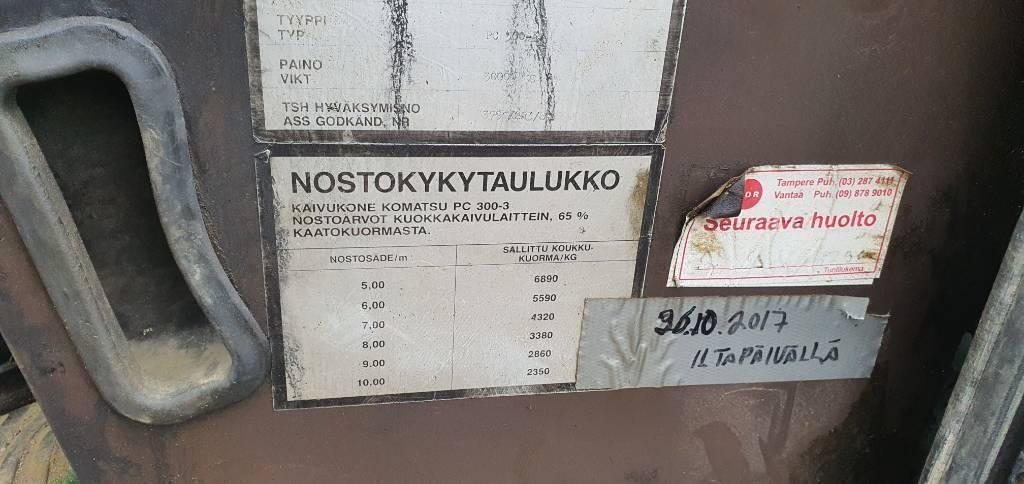 TYYPPI
TYP
PAINO
VIKT
TSH HYVÄKSYMISNO
ASS GODKÄND. NR
NOSTOKYKYTAULUKKO
KAIVUKONE KOMATSU PC 300-3
NOSTOARVOT KUOKKAKAIVULAITTEIN, 65 %
KAATOKUORMASTA.
NOSTOSÄDE/m SALLITTU KOUKKU-
KUORMA/KG
5,00 6890
6,00 5590
7,00 4320
8,00 3380
9,00 2860
10,00 2350
Tampere Puh. (03) 287 4111
Vantaa Puh. (09) 878 9010
Seuraava huolto
Tuntilukema
10.2017
ILTAPÄIVÄLLÄ